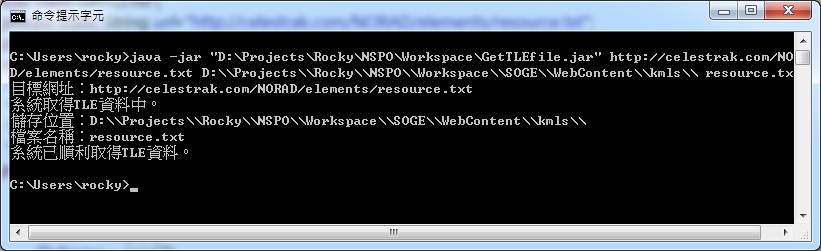 命令提示字元
C:\Users\rocky>java -jar "D:\Projects\Rocky\NSPO\Workspace\GetTLEfile.jar" http://celestrak.com/NO
D/elements/resource.txt D:\\Projects\\Rocky\\NSPO\\Workspace\\SOGE\\WebContent\\kmls\\ resource.tx
目標網址：http://celestrak.com/NORAD/elements/resource.txt
系統取得TLE資料中。
儲存位置：D:\\Projects\\Rocky\\NSPO\\Workspace\\SOGE\\WebContent\\kmls\\
檔案名稱：resource.txt
系統已順利取得TLE資料。
C:\Users\rocky>_